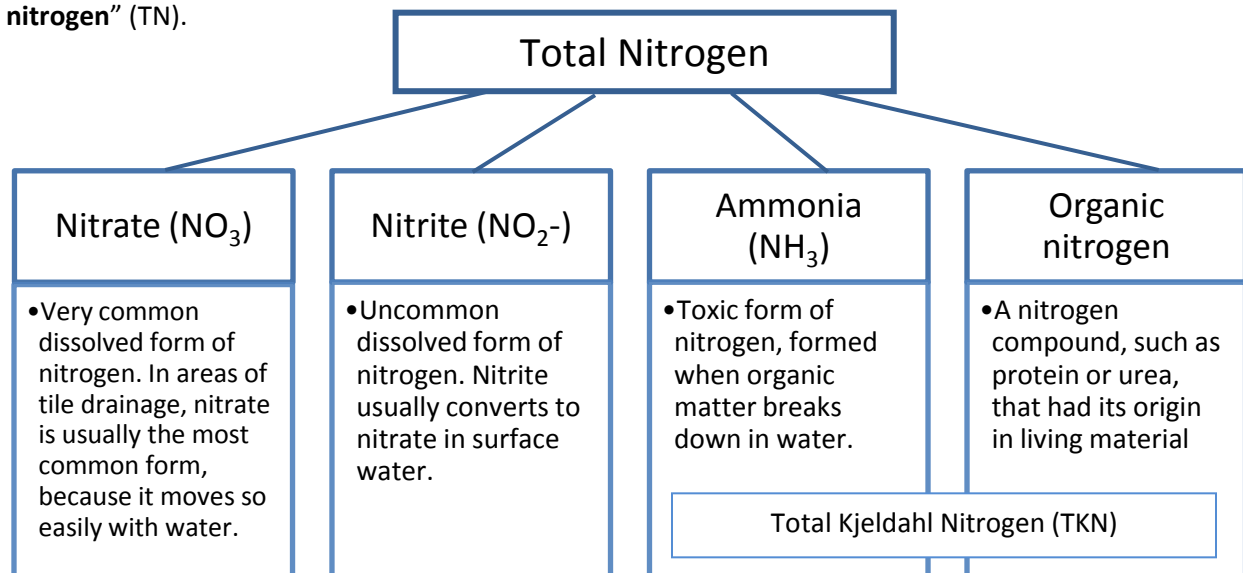 nitrogen” (TN).
Total Nitrogen
Nitrate (NO₃)
•Very common
dissolved form of
nitrogen. In areas of
tile drainage, nitrate
is usually the most
common form,
because it moves so
easily with water.
Nitrite (NO₂-)
•Uncommon
dissolved form of
nitrogen. Nitrite
usually converts to
nitrate in surface
water.
Ammonia
(NH₃)
•Toxic form of
nitrogen, formed
when organic
matter breaks
down in water.
Organic
nitrogen
•A nitrogen
compound, such as
protein or urea,
that had its origin
in living material
Total Kjeldahl Nitrogen (TKN)